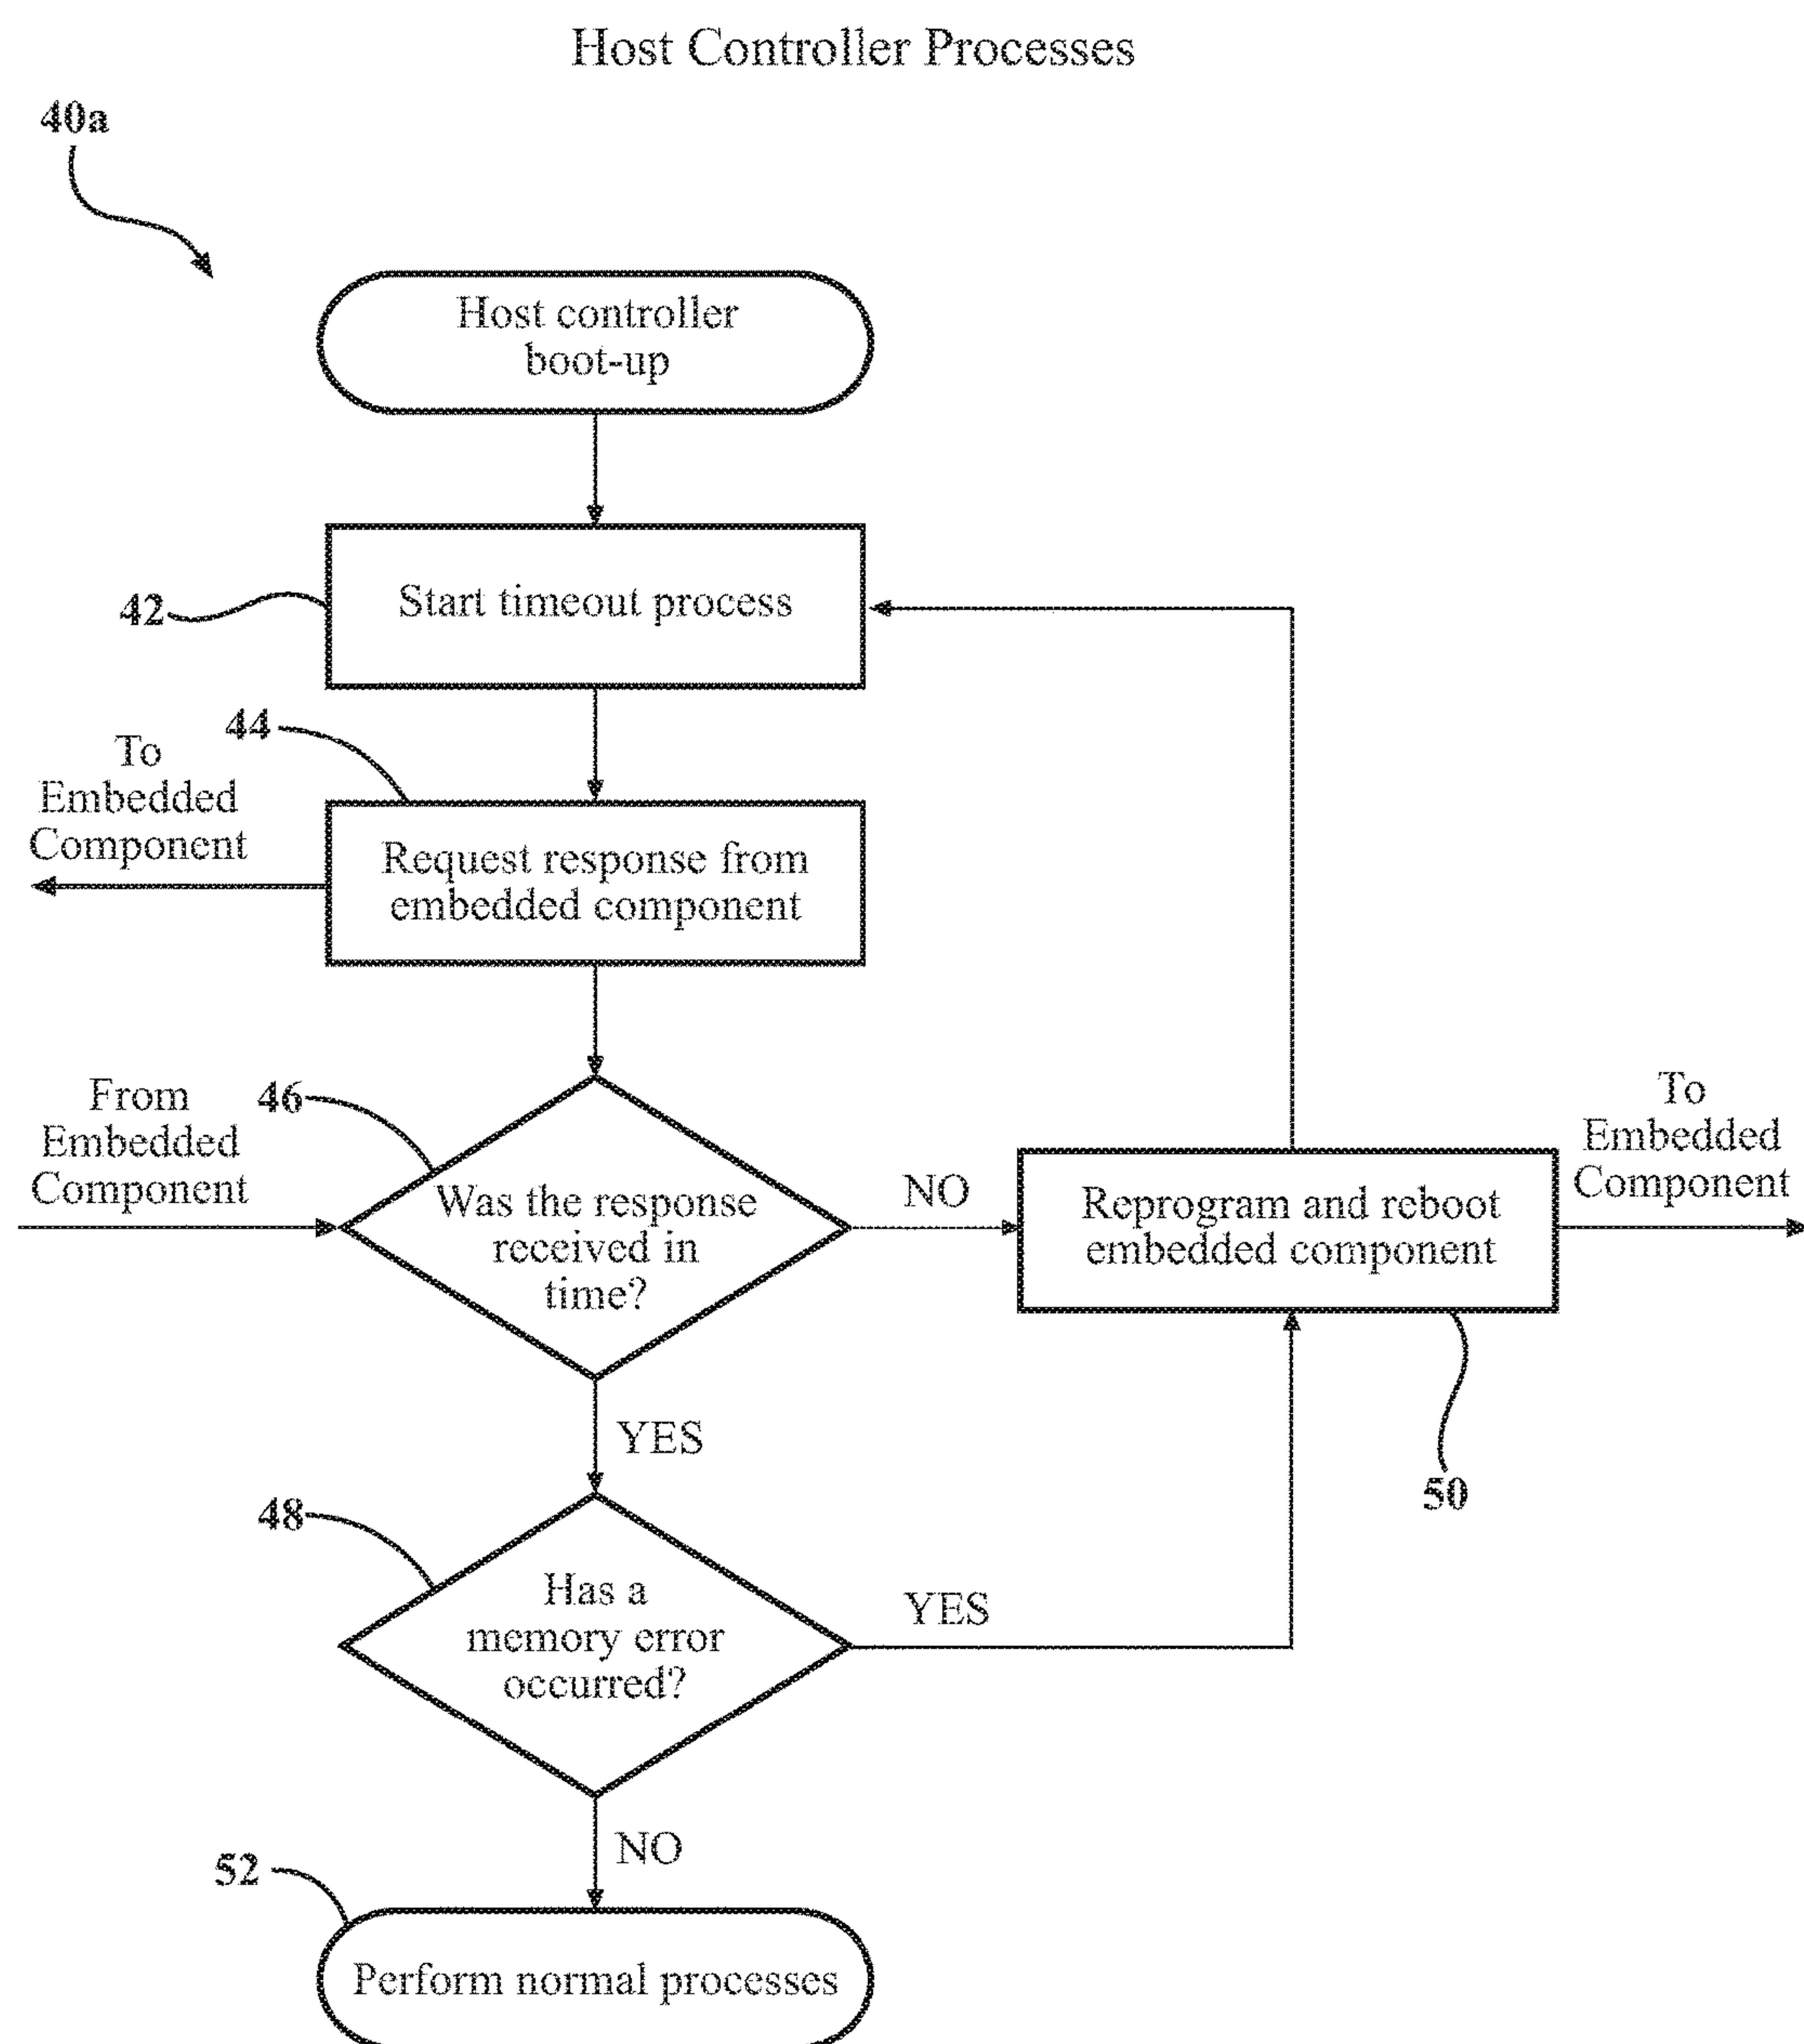 Host Controller Processes
40a
Host controller
boot-up
42
Start timeout process
44
To
Embedded
Component
Request response from
embedded component
From
Embedded
Component
46
Was the response
received in
time?
NO
Reprogram and reboot
embedded component
To
Embedded
Component
YES
50
48
Has a
memory error
occurred?
YES
NO
52
Perform normal processes